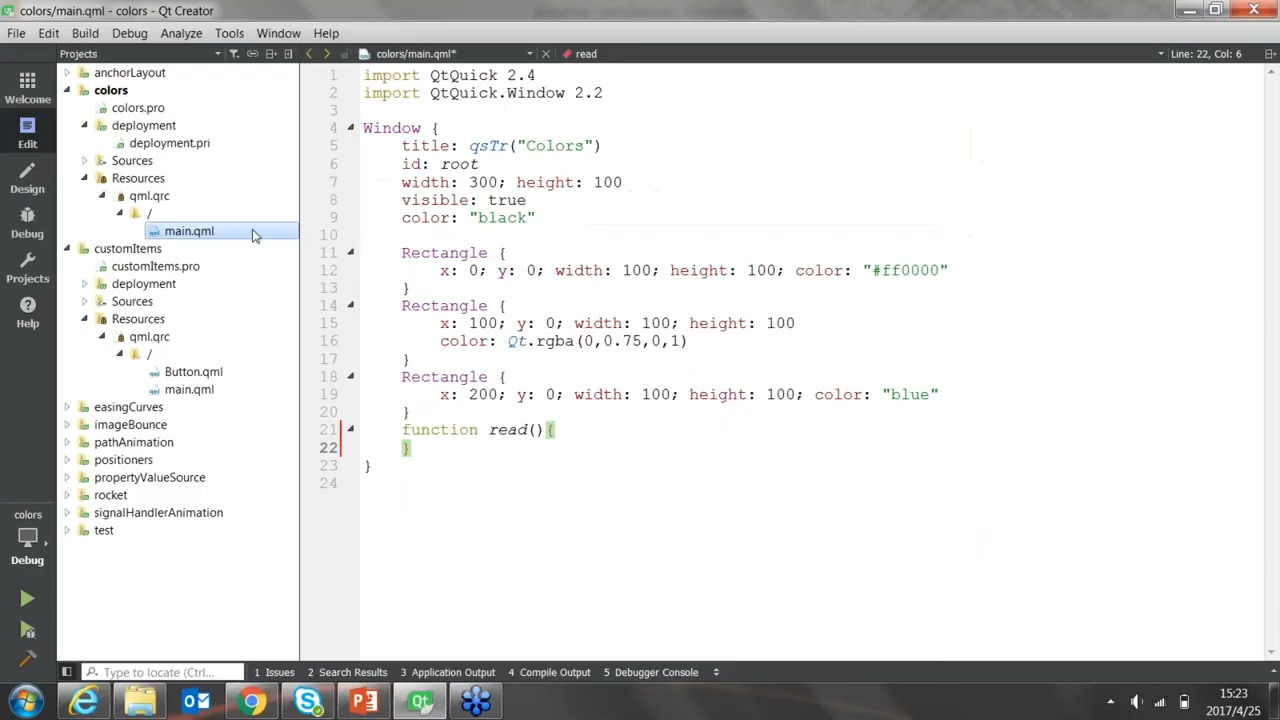 colors/main.qml - colors - Qt Creator
File Edit Build Debug Analyze Tools Window Help
Projects
colors/main.qml*
read
Line: 22, Col: 6
Welcome
Edit
Design
Debug
Projects
Help
colors
Debug
anchorLayout
colors
colors.pro
deployment
deployment.pri
Sources
Resources
qml.qrc
/
main.qml
customItems
customItems.pro
deployment
Sources
Resources
qml.qrc
/
Button.qml
main.qml
easingCurves
imageBounce
pathAnimation
positioners
propertyValueSource
rocket
signalHandlerAnimation
test
1 import QtQuick 2.4
2 import QtQuick.Window 2.2
3
4 Window {
5 title: qsTr("Colors")
6 id: root
7 width: 300; height: 100
8 visible: true
9 color: "black"
10
11 Rectangle {
12 x: 0; y: 0; width: 100; height: 100; color: "#ff0000"
13 }
14 Rectangle {
15 x: 100; y: 0; width: 100; height: 100
16 color: Qt.rgba(0,0.75,0,1)
17 }
18 Rectangle {
19 x: 200; y: 0; width: 100; height: 100; color: "blue"
20 }
21 function read(){
22 }
23 }
24
Type to locate (Ctrl...
1 Issues 2 Search Results 3 Application Output 4 Compile Output 5 Debugger Console
15:23
2017/4/25